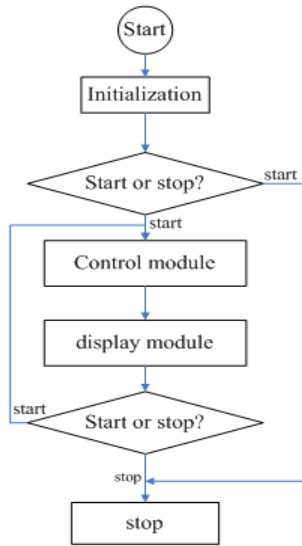 Start
Initialization
Start or stop?
start
start
Control module
display module
start
Start or stop?
stop
stop